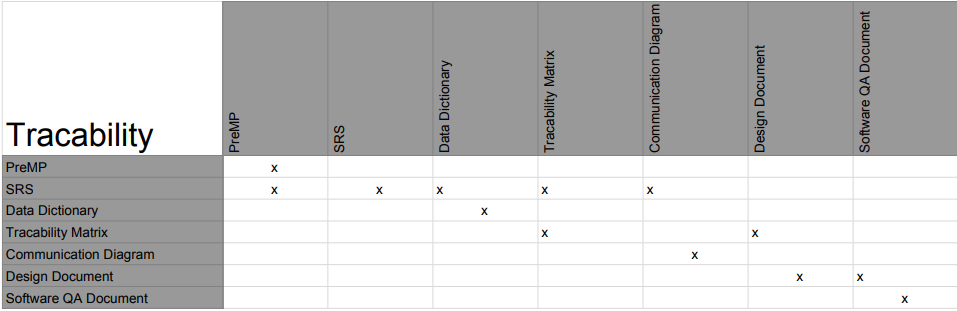 PreMP
SRS
Data Dictionary
Tracability Matrix
Communication Diagram
Design Document
Software QA Document
Tracability
PreMP x
SRS x x x x x
Data Dictionary x
Tracability Matrix x x
Communication Diagram x
Design Document x x
Software QA Document x